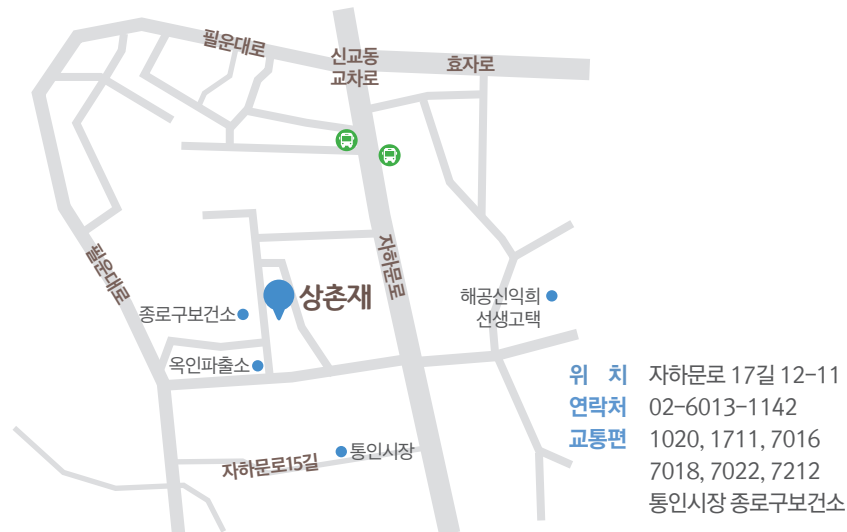 필운대로
신교동
교차로
효자로
자하문로
필운대로
상촌재
종로구보건소
해공신익희
선생고택
옥인파출소
통인시장
자하문로15길
위 치 자하문로 17길 12-11
연락처 02-6013-1142
교통편 1020, 1711, 7016
7018, 7022, 7212
통인시장 종로구보건소